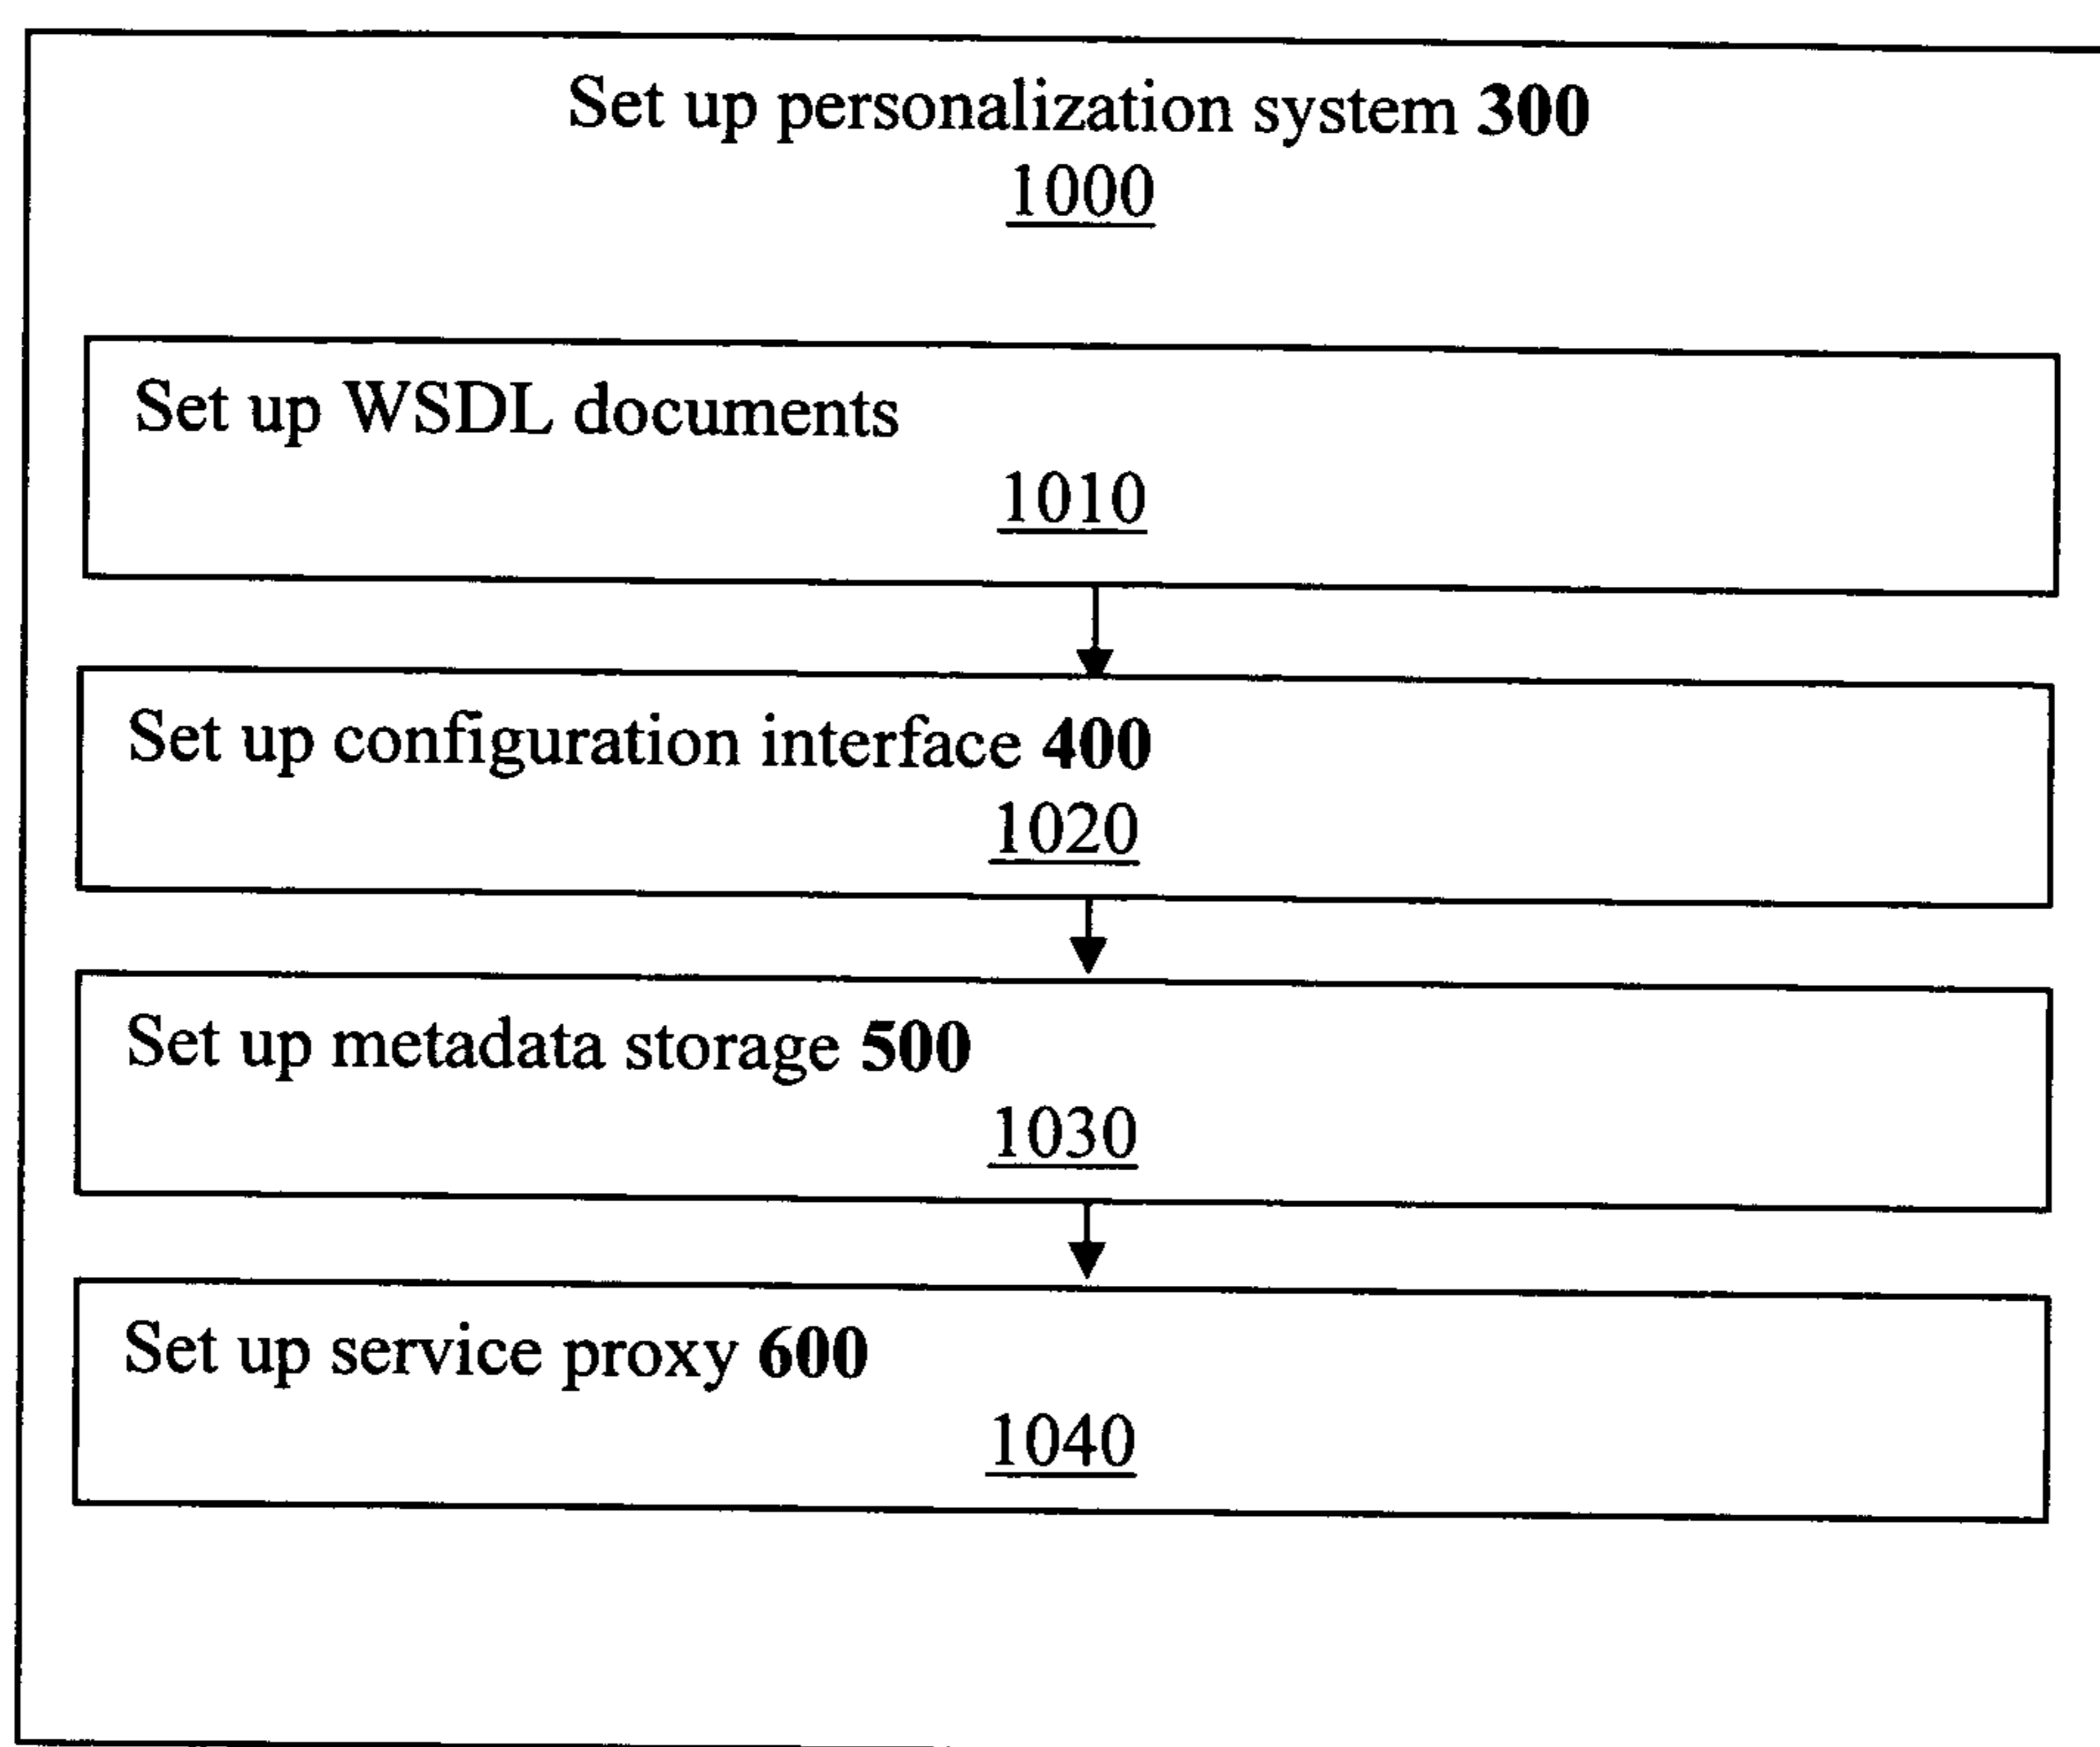 Set up personalization system 300
1000
Set up WSDL documents
1010
Set up configuration interface 400
1020
Set up metadata storage 500
1030
Set up service proxy 600
1040